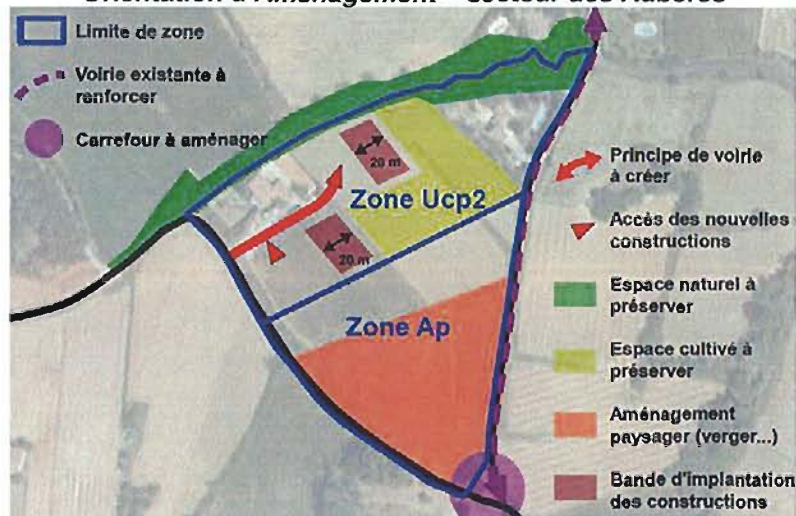 Limite de zone
Voirie existante à
renforcer
Carrefour à aménager
20 m
Zone Ucp2
20 m
Zone Ap
Principe de voirie
à créer
Accès des nouvelles
constructions
Espace naturel à
préserver
Espace cultivé à
préserver
Aménagement
paysager (verger...)
Bande d'implantation
des constructions